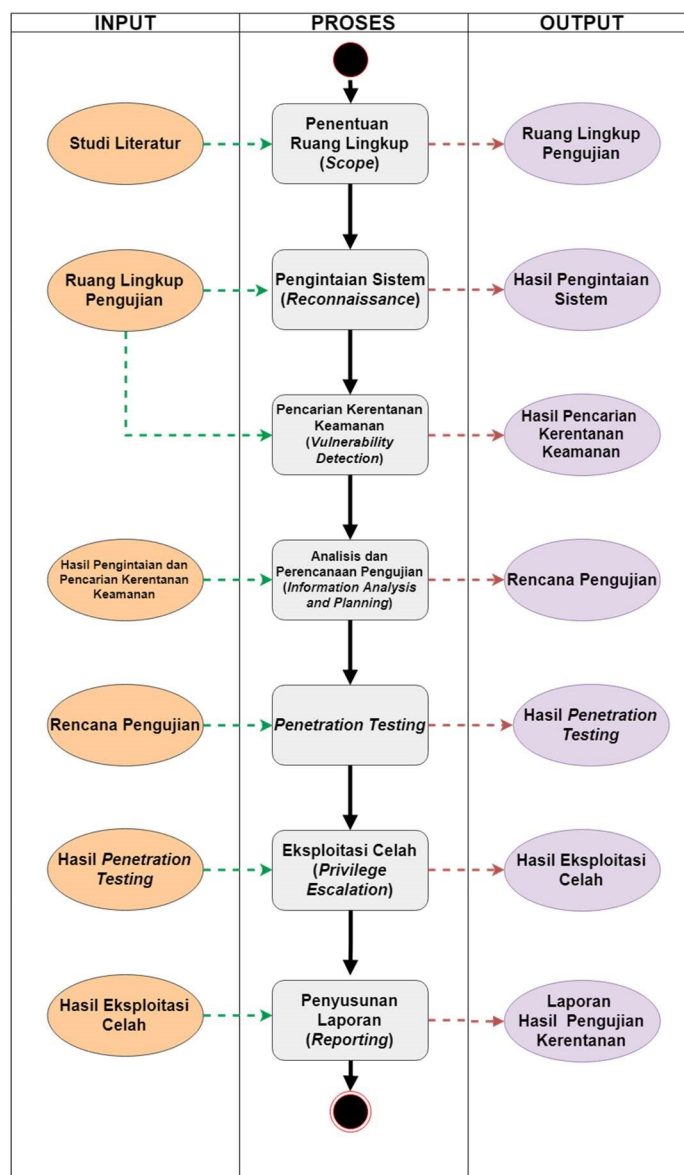 INPUT
PROSES
OUTPUT
Studi Literatur
Penentuan
Ruang Lingkup
(Scope)
Ruang Lingkup
Pengujian
Ruang Lingkup
Pengujian
Pengintaian Sistem
(Reconnaissance)
Hasil Pengintaian
Sistem
Pencarian Kerentanan
Keamanan
(Vulnerability
Detection)
Hasil Pencarian
Kerentanan
Keamanan
Hasil Pengintaian dan
Pencarian Kerentanan
Keamanan
Analisis dan
Perencanaan Pengujian
(Information Analysis
and Planning)
Rencana Pengujian
Rencana Pengujian
Penetration Testing
Hasil Penetration
Testing
Hasil Penetration
Testing
Eksploitasi Celah
(Privilege
Escalation)
Hasil Eksploitasi
Celah
Hasil Eksploitasi
Celah
Penyusunan
Laporan
(Reporting)
Laporan
Hasil Pengujian
Kerentanan